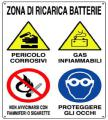 ZONA DI RICARICA BATTERIE
PERICOLO
CORROSIVI
GAS
INFIAMMABILI
NON AVVICINARSI CON
FIAMMIFERI O SIGARETTE
PROTEGGERE
GLI OCCHI